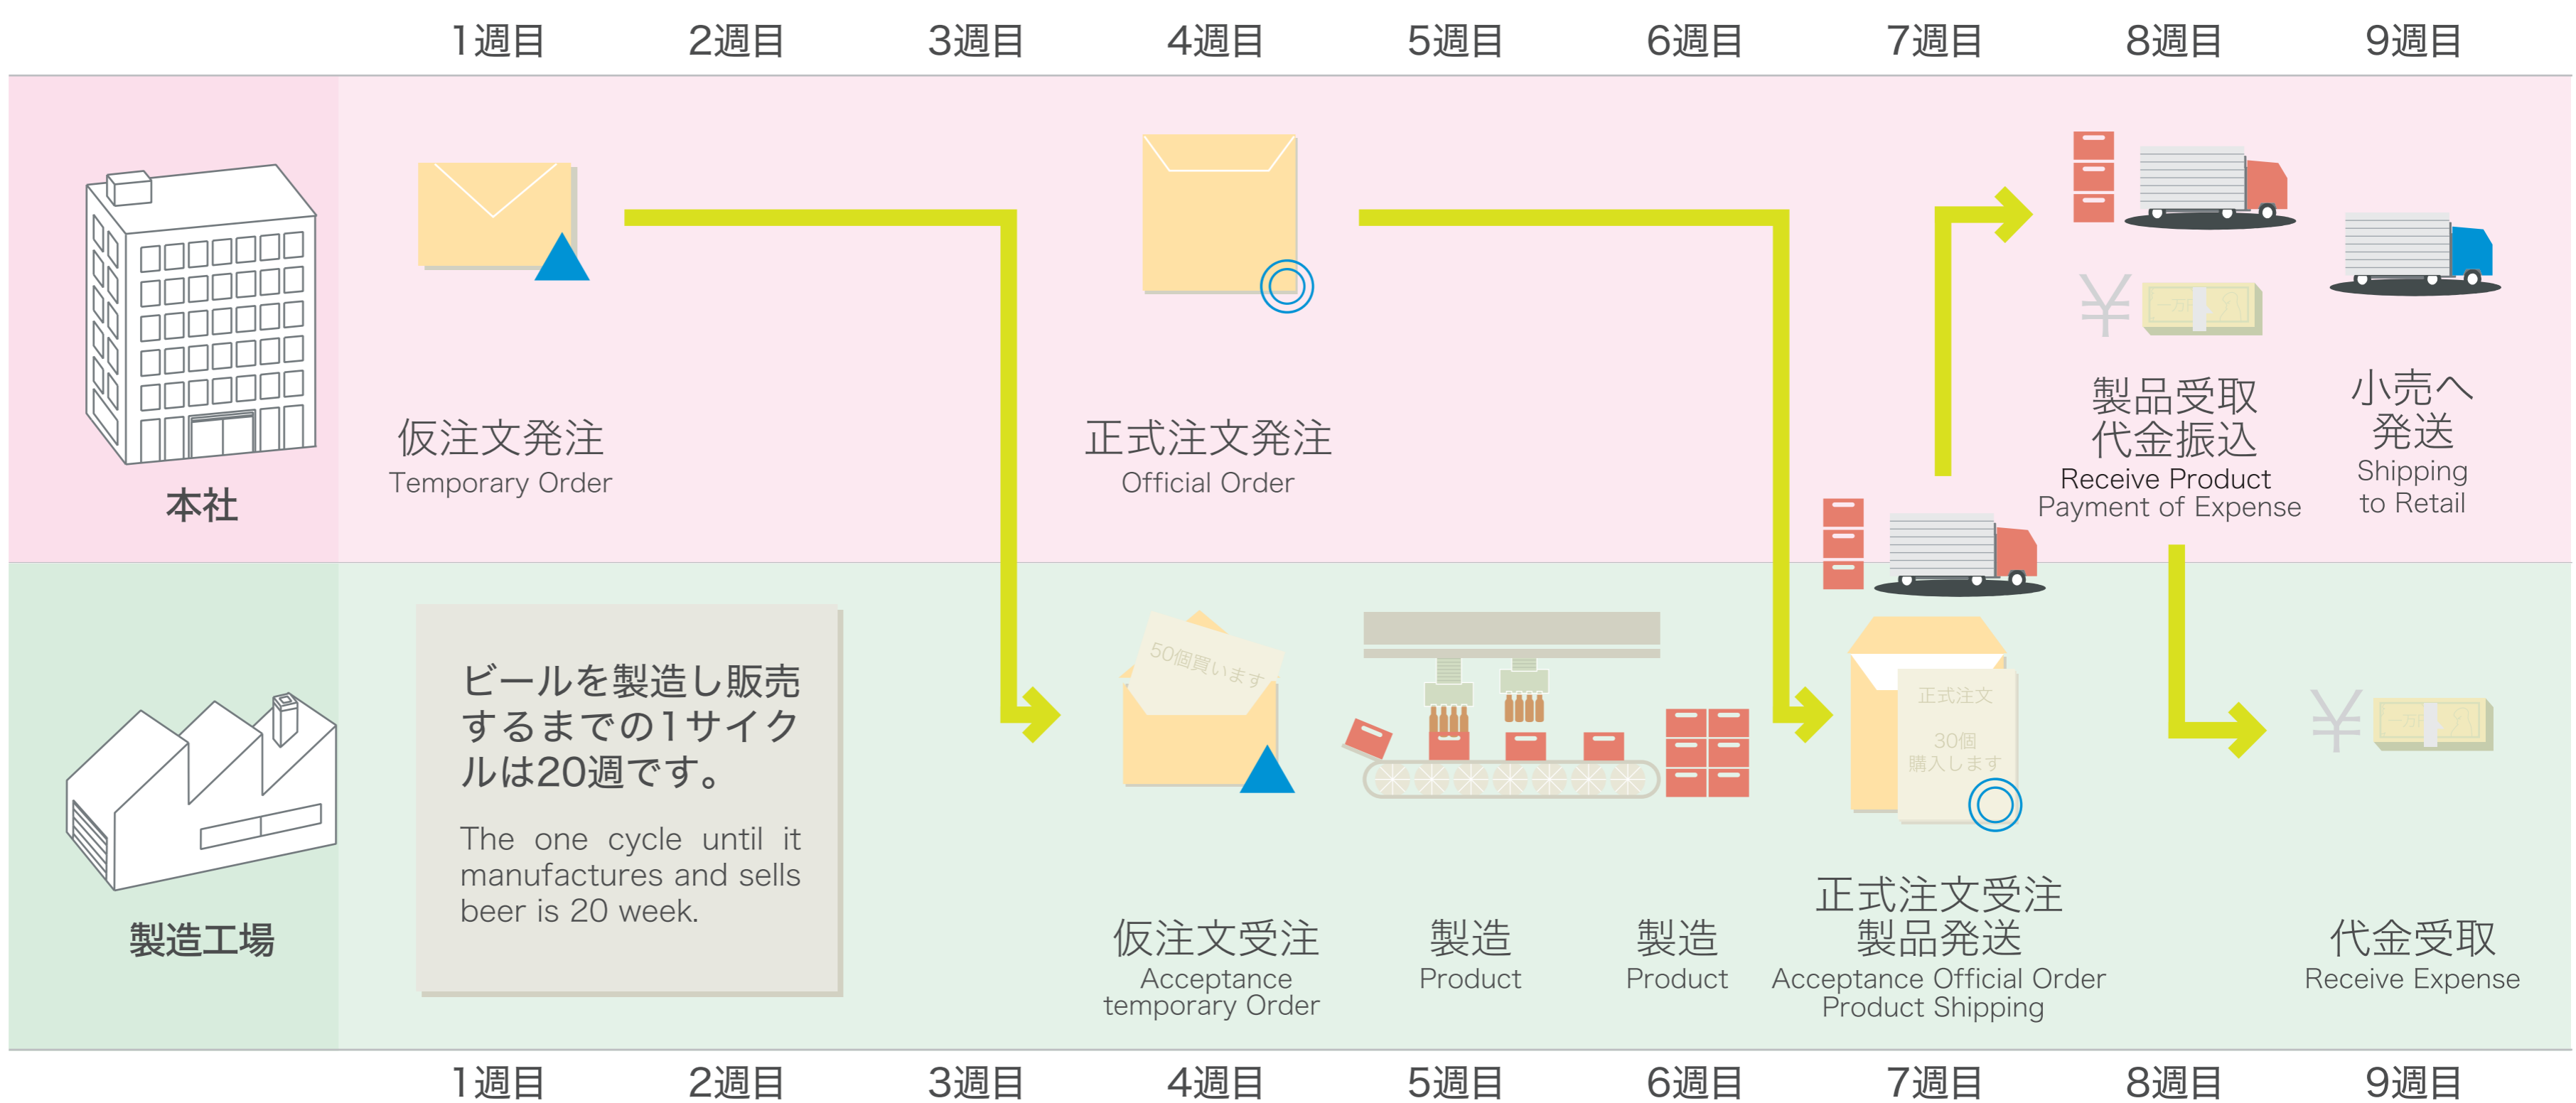 1週目 2週目 3週目 4週目 5週目 6週目 7週目 8週目 9週目
本社
仮注文発注
Temporary Order
正式注文発注
Official Order
製品受取
代金振込
Receive Product
Payment of Expense
小売へ
発送
Shipping
to Retail
製造工場
ビールを製造し販売
するまでの1サイク
ルは20週です。
The one cycle until it
manufactures and sells
beer is 20 week.
50個買います
仮注文受注
Acceptance
temporary Order
製造
Product
製造
Product
正式注文
30個
購入します
正式注文受注
製品発送
Acceptance Official Order
Product Shipping
¥
¥
代金受取
Receive Expense
1週目 2週目 3週目 4週目 5週目 6週目 7週目 8週目 9週目